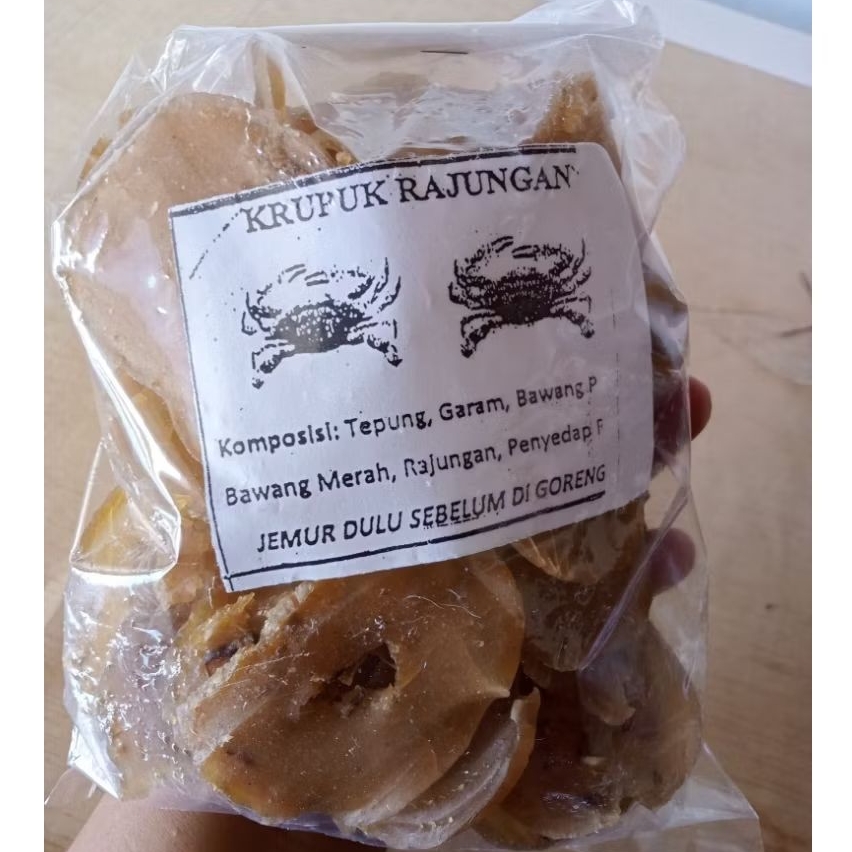 KRUPUK RAJUNGAN
Komposisi: Tepung, Garam, Bawang P
Bawang Merah, Rajungan, Penyedap
JEMUR DULU SEBELUM DI GORENG